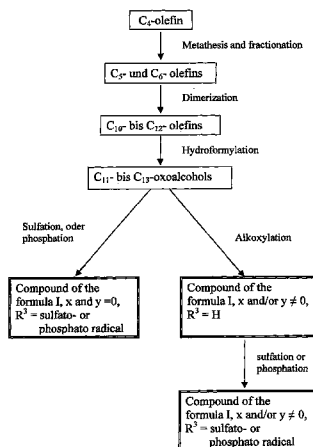 C₄-olefin
Metathesis and fractionation
C₅- und C₆- olefins
Dimerization
C₁₀- bis C₁₂- olefins
Hydroformylation
C₁₁- bis C₁₃-oxoalcohols
Sulfation, oder
phosphation
Alkoxylation
Compound of the
formula I, x and y =0,
R³ = sulfato- or
phosphato radical
Compound of the
formula I, x and/or y ≠ 0,
R³ = H
sulfation or
phosphation
Compound of the
formula I, x and/or y ≠ 0,
R³ = sulfato- or
phosphato radical